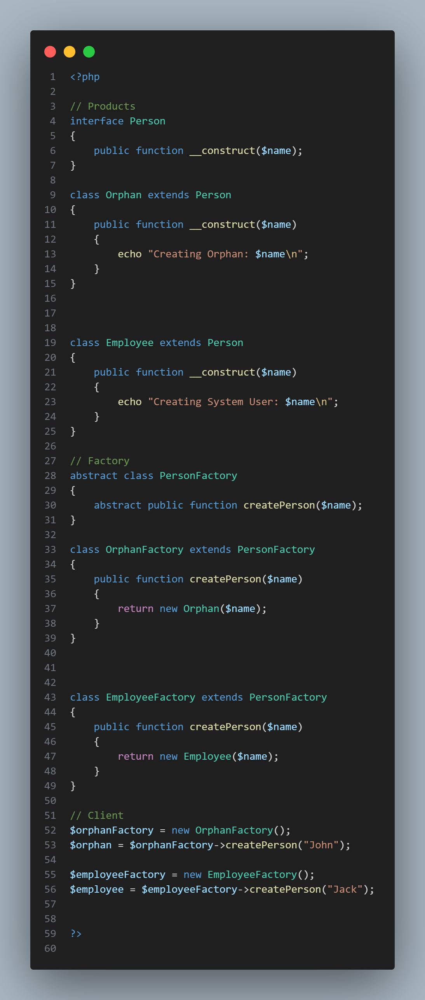 1 <?php
2
3 // Products
4 interface Person
5 {
6     public function __construct($name);
7 }
8
9 class Orphan extends Person
10 {
11     public function __construct($name)
12     {
13         echo "Creating Orphan: $name\n";
14     }
15 }
16
17
18
19 class Employee extends Person
20 {
21     public function __construct($name)
22     {
23         echo "Creating System User: $name\n";
24     }
25 }
26
27 // Factory
28 abstract class PersonFactory
29 {
30     abstract public function createPerson($name);
31 }
32
33 class OrphanFactory extends PersonFactory
34 {
35     public function createPerson($name)
36     {
37         return new Orphan($name);
38     }
39 }
40
41
42
43 class EmployeeFactory extends PersonFactory
44 {
45     public function createPerson($name)
46     {
47         return new Employee($name);
48     }
49 }
50
51 // Client
52 $orphanFactory = new OrphanFactory();
53 $orphan = $orphanFactory->createPerson("John");
54
55 $employeeFactory = new EmployeeFactory();
56 $employee = $employeeFactory->createPerson("Jack");
57
58
59 ?>
60